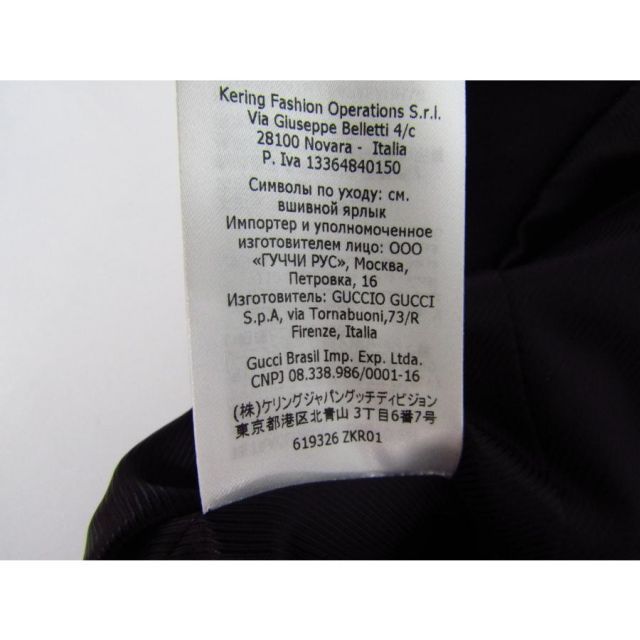 Kering Fashion Operations S.r.l.
Via Giuseppe Belletti 4/c
28100 Novara - Italia
P. Iva 13364840150
Символы по уходу: см.
вшивной ярлык
Импортер и уполномоченное
изготовителем лицо: ООО
«ГУЧЧИ РУС», Москва,
Петровка, 16
Изготовитель: GUCCIO GUCCI
S.p.A, via Tornabuoni,73/R
Firenze, Italia
Gucci Brasil Imp. Exp. Ltda.
CNPJ 08.338.986/0001-16
(株)ケリングジャパングッチディビジョン
東京都港区北青山 3丁目6番7号
619326 ZKR01